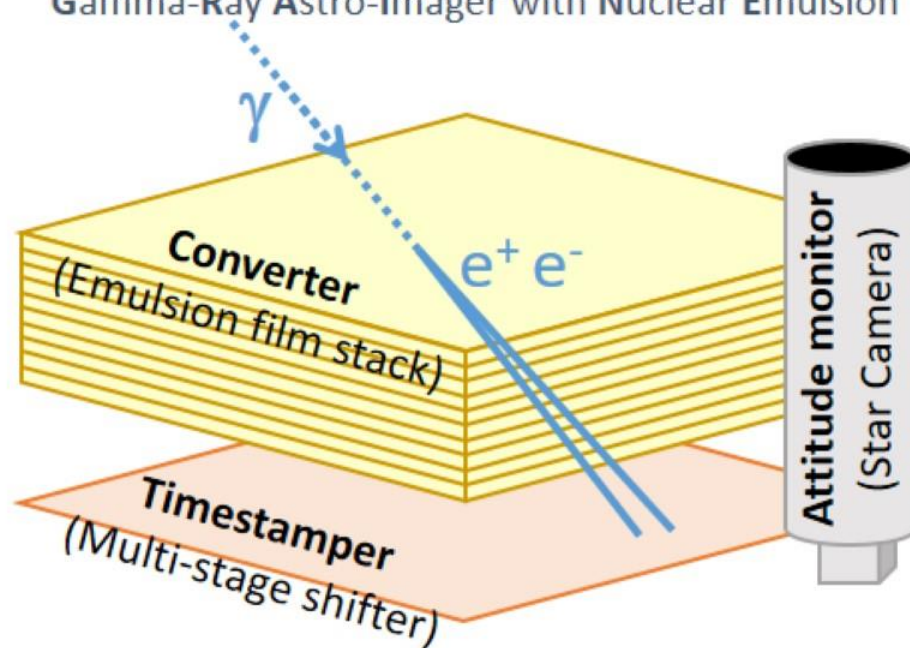 Gamma-Ray Astro-Imager with Nuclear Emulsion
γ
Converter
(Emulsion film stack)
e⁺ e⁻
Timestamper
(Multi-stage shifter)
Attitude monitor
(Star Camera)